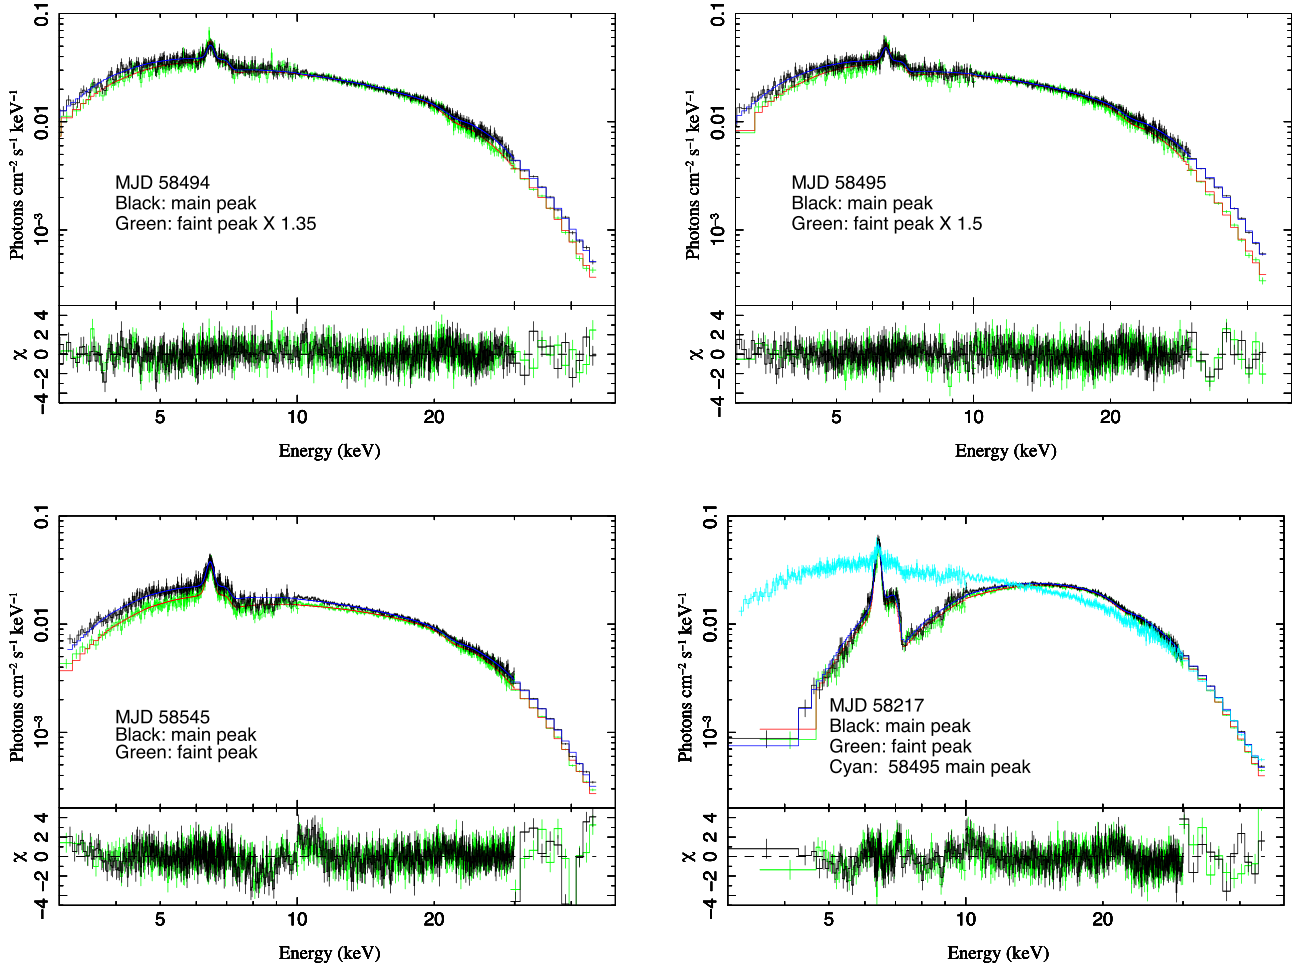 0.1
0.01
10⁻³
Photons cm⁻² s⁻¹ keV⁻¹
MJD 58494
Black: main peak
Green: faint peak X 1.35
χ
4
2
0
−2
−4
5
10
20
Energy (keV)
0.1
0.01
10⁻³
Photons cm⁻² s⁻¹ keV⁻¹
MJD 58495
Black: main peak
Green: faint peak X 1.5
χ
4
2
0
−2
−4
5
10
20
Energy (keV)
0.1
0.01
10⁻³
Photons cm⁻² s⁻¹ keV⁻¹
MJD 58545
Black: main peak
Green: faint peak
χ
4
2
0
−2
−4
5
10
20
Energy (keV)
0.1
0.01
10⁻³
Photons cm⁻² s⁻¹ keV⁻¹
MJD 58217
Black: main peak
Green: faint peak
Cyan: 58495 main peak
χ
4
2
0
−2
−4
5
10
20
Energy (keV)